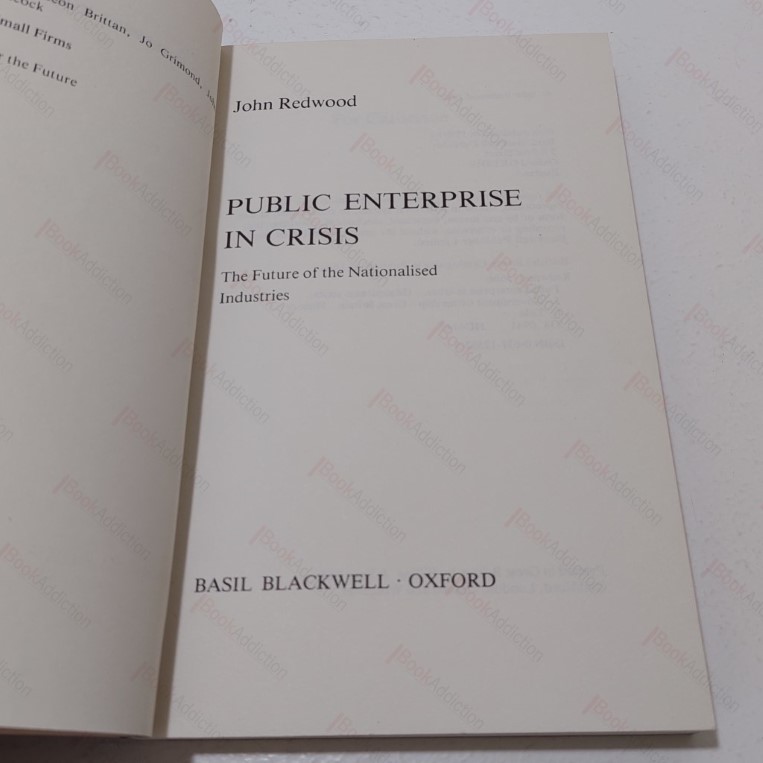 Brittan, Jo Grimond,
Firms
the Future
John Redwood
PUBLIC ENTERPRISE
IN CRISIS
The Future of the Nationalised
Industries
BASIL BLACKWELL · OXFORD
BookAddiction